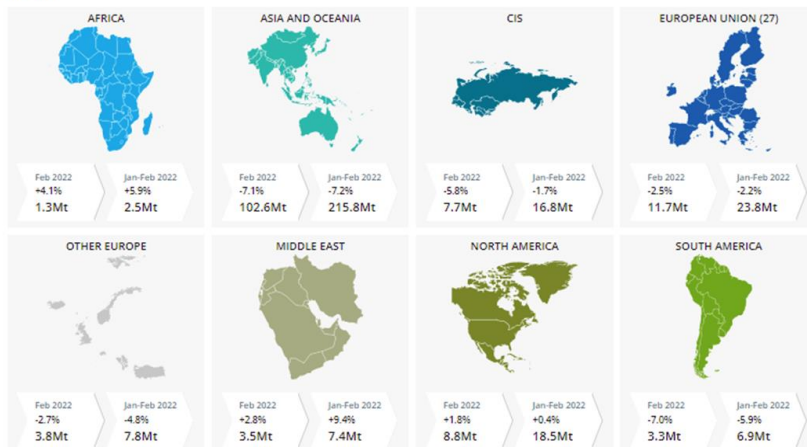 AFRICA
Feb 2022
+4.1%
1.3Mt
Jan-Feb 2022
+5.9%
2.5Mt
ASIA AND OCEANIA
Feb 2022
-7.1%
102.6Mt
Jan-Feb 2022
-7.2%
215.8Mt
CIS
Feb 2022
-5.8%
7.7Mt
Jan-Feb 2022
-1.7%
16.8Mt
EUROPEAN UNION (27)
Feb 2022
-2.5%
11.7Mt
Jan-Feb 2022
-2.2%
23.8Mt
OTHER EUROPE
Feb 2022
-2.7%
3.8Mt
Jan-Feb 2022
-4.8%
7.8Mt
MIDDLE EAST
Feb 2022
+2.8%
3.5Mt
Jan-Feb 2022
+9.4%
7.4Mt
NORTH AMERICA
Feb 2022
+1.8%
8.8Mt
Jan-Feb 2022
+0.4%
18.5Mt
SOUTH AMERICA
Feb 2022
-7.0%
3.3Mt
Jan-Feb 2022
-5.9%
6.9Mt